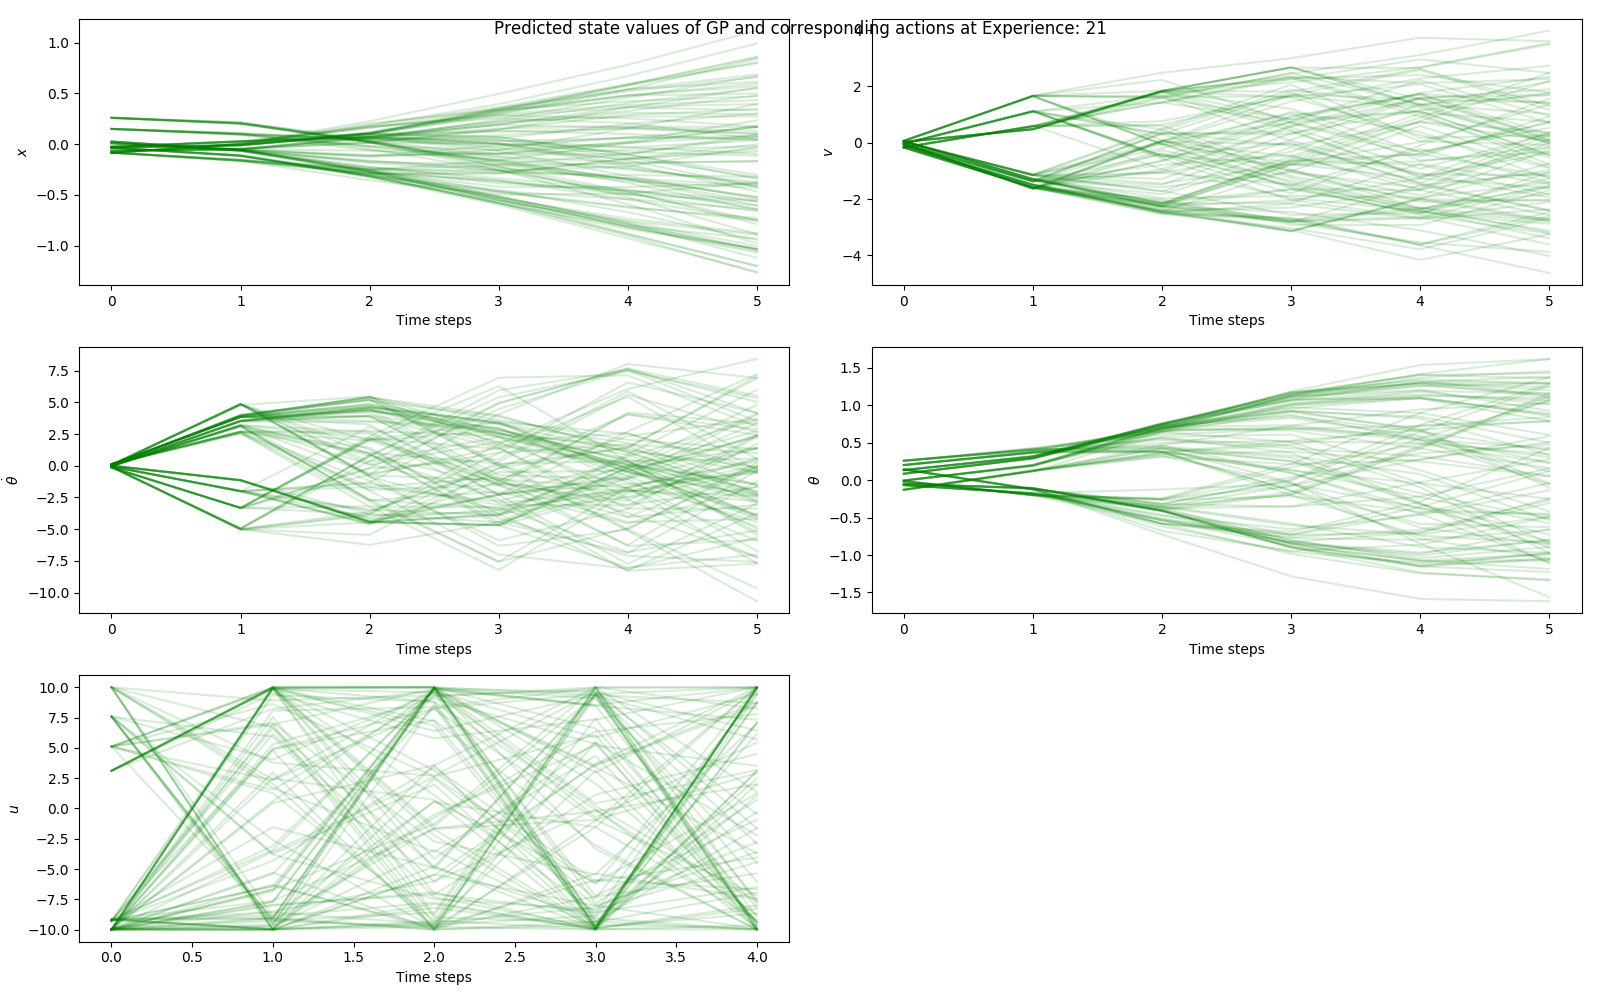 Predicted state values of GP and corresponding actions at Experience: 21
1.0
0.5
0.0
−0.5
−1.0
x
0 1 2 3 4 5
Time steps
4
2
0
−2
−4
v
0 1 2 3 4 5
Time steps
7.5
5.0
2.5
0.0
−2.5
−5.0
−7.5
−10.0
θ̇
0 1 2 3 4 5
Time steps
1.5
1.0
0.5
0.0
−0.5
−1.0
−1.5
θ
0 1 2 3 4 5
Time steps
10.0
7.5
5.0
2.5
0.0
−2.5
−5.0
−7.5
−10.0
u
0.0 0.5 1.0 1.5 2.0 2.5 3.0 3.5 4.0
Time steps